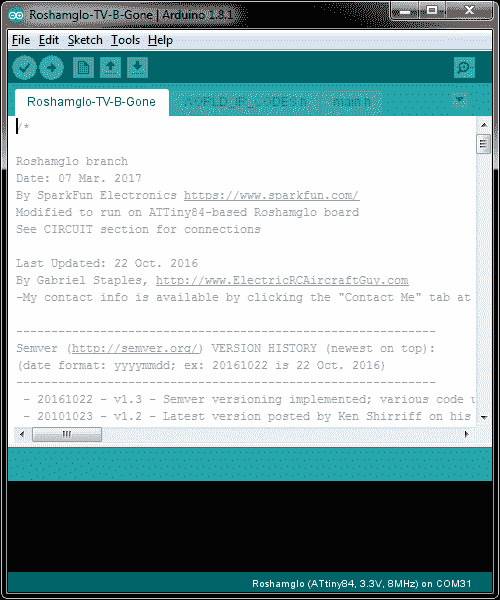 Roshamglo-TV-B-Gone | Arduino 1.8.1
File Edit Sketch Tools Help
Roshamglo-TV-B-Gone main.h
/*
Roshamglo branch
Date: 07 Mar. 2017
By SparkFun Electronics https://www.sparkfun.com/
Modified to run on ATTiny84-based Roshamglo board
See CIRCUIT section for connections
Last Updated: 22 Oct. 2016
By Gabriel Staples, http://www.ElectricRCAircraftGuy.com
-My contact info is available by clicking the "Contact Me" tab at
--------------------------------------------------------
Semver (http://semver.org/) VERSION HISTORY (newest on top):
(date format: yyyymmdd; ex: 20161022 is 22 Oct. 2016)
--------------------------------------------------------
- 20161022 - v1.3 - Semver versioning implemented; various code u
- 20101023 - v1.2 - Latest version posted by Ken Shirriff on his
Roshamglo (ATtiny84, 3.3V, 8MHz) on COM31